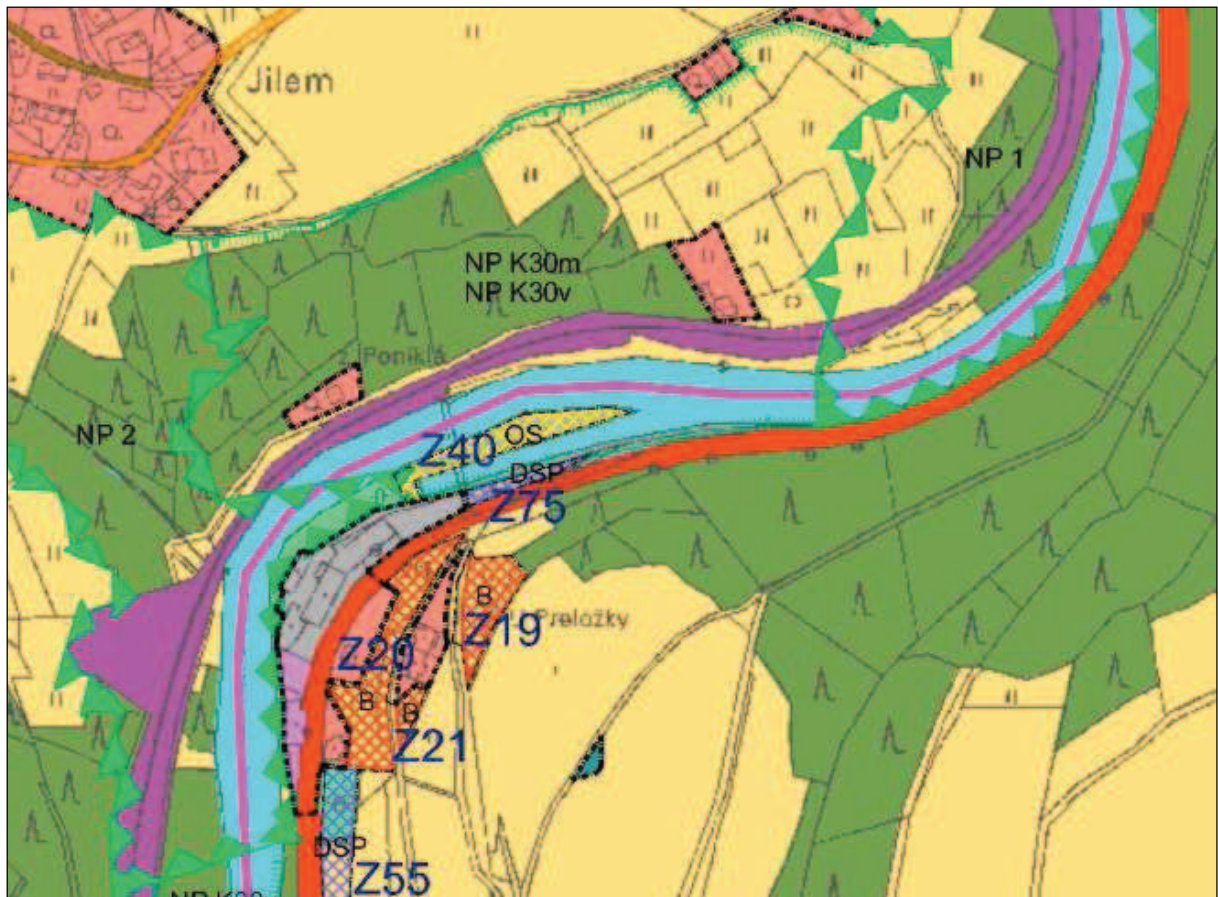 Jilem
NP 1
NP K30m
NP K30v
Poniklá
NP 2
OS
Z40
DSP
Z75
B
Z19
Preložky
Z20
B
B
Z21
DSP
Z55